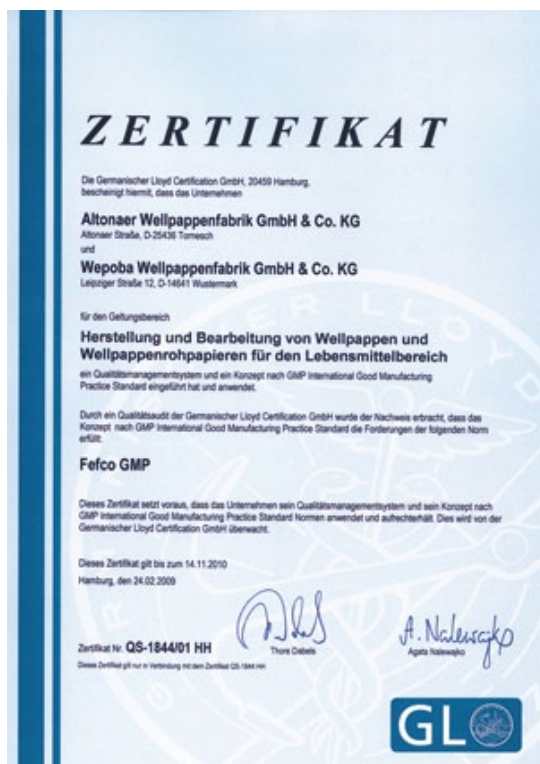 ZERTIFIKAT
Die Germanischer Lloyd Certification GmbH, 20459 Hamburg,
bescheinigt hiermit, dass das Unternehmen
Altonaer Wellpappenfabrik GmbH & Co. KG
Altonaer Straße, D-25436 Tornesch
und
Wepoba Wellpappenfabrik GmbH & Co. KG
Leipziger Straße 12, D-14641 Wustermark
für den Geltungsbereich
Herstellung und Bearbeitung von Wellpappen und
Wellpappenrohpapieren für den Lebensmittelbereich
ein Qualitätsmanagementsystem und ein Konzept nach GMP International Good Manufacturing
Practice Standard eingeführt hat und anwendet.
Durch ein Qualitätsaudit der Germanischer Lloyd Certification GmbH wurde der Nachweis erbracht, dass das
Konzept nach GMP International Good Manufacturing Practice Standard die Forderungen der folgenden Norm
erfüllt:
Fefco GMP
Dieses Zertifikat setzt voraus, dass das Unternehmen sein Qualitätsmanagementsystem und sein Konzept nach
GMP International Good Manufacturing Practice Standard Normen anwendet und aufrechterhält. Dies wird von der
Germanischer Lloyd Certification GmbH überwacht.
Dieses Zertifikat gilt bis zum 14.11.2010
Hamburg, den 24.02.2009
A. Nalewajko
Zertifikat Nr. QS-1844/01 HH
Thore Dabels
Agata Nalewajko
Dieses Zertifikat gilt nur in Verbindung mit dem Zertifikat QS-1844 HH
GL